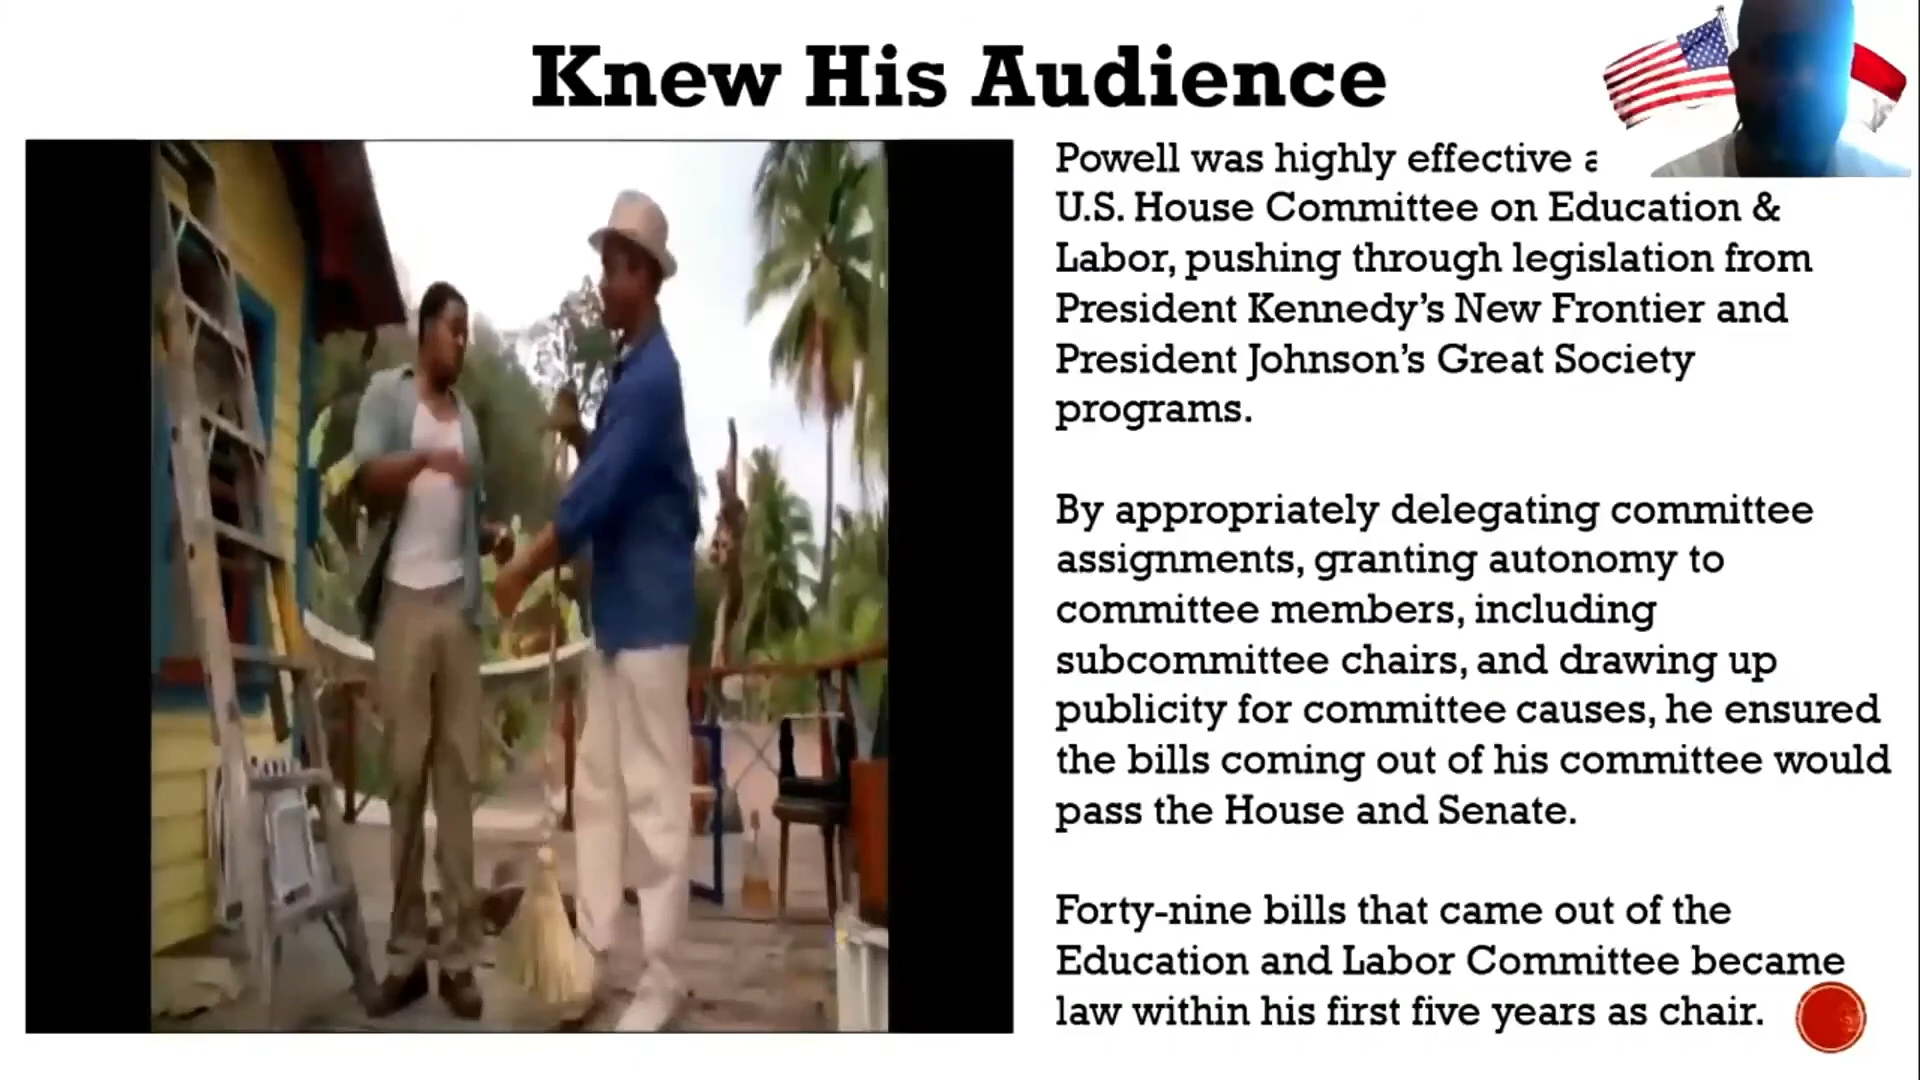 Knew His Audience
Powell was highly effective
U.S. House Committee on Education &
Labor, pushing through legislation from
President Kennedy’s New Frontier and
President Johnson’s Great Society
programs.
By appropriately delegating committee
assignments, granting autonomy to
committee members, including
subcommittee chairs, and drawing up
publicity for committee causes, he ensured
the bills coming out of his committee would
pass the House and Senate.
Forty-nine bills that came out of the
Education and Labor Committee became
law within his first five years as chair.